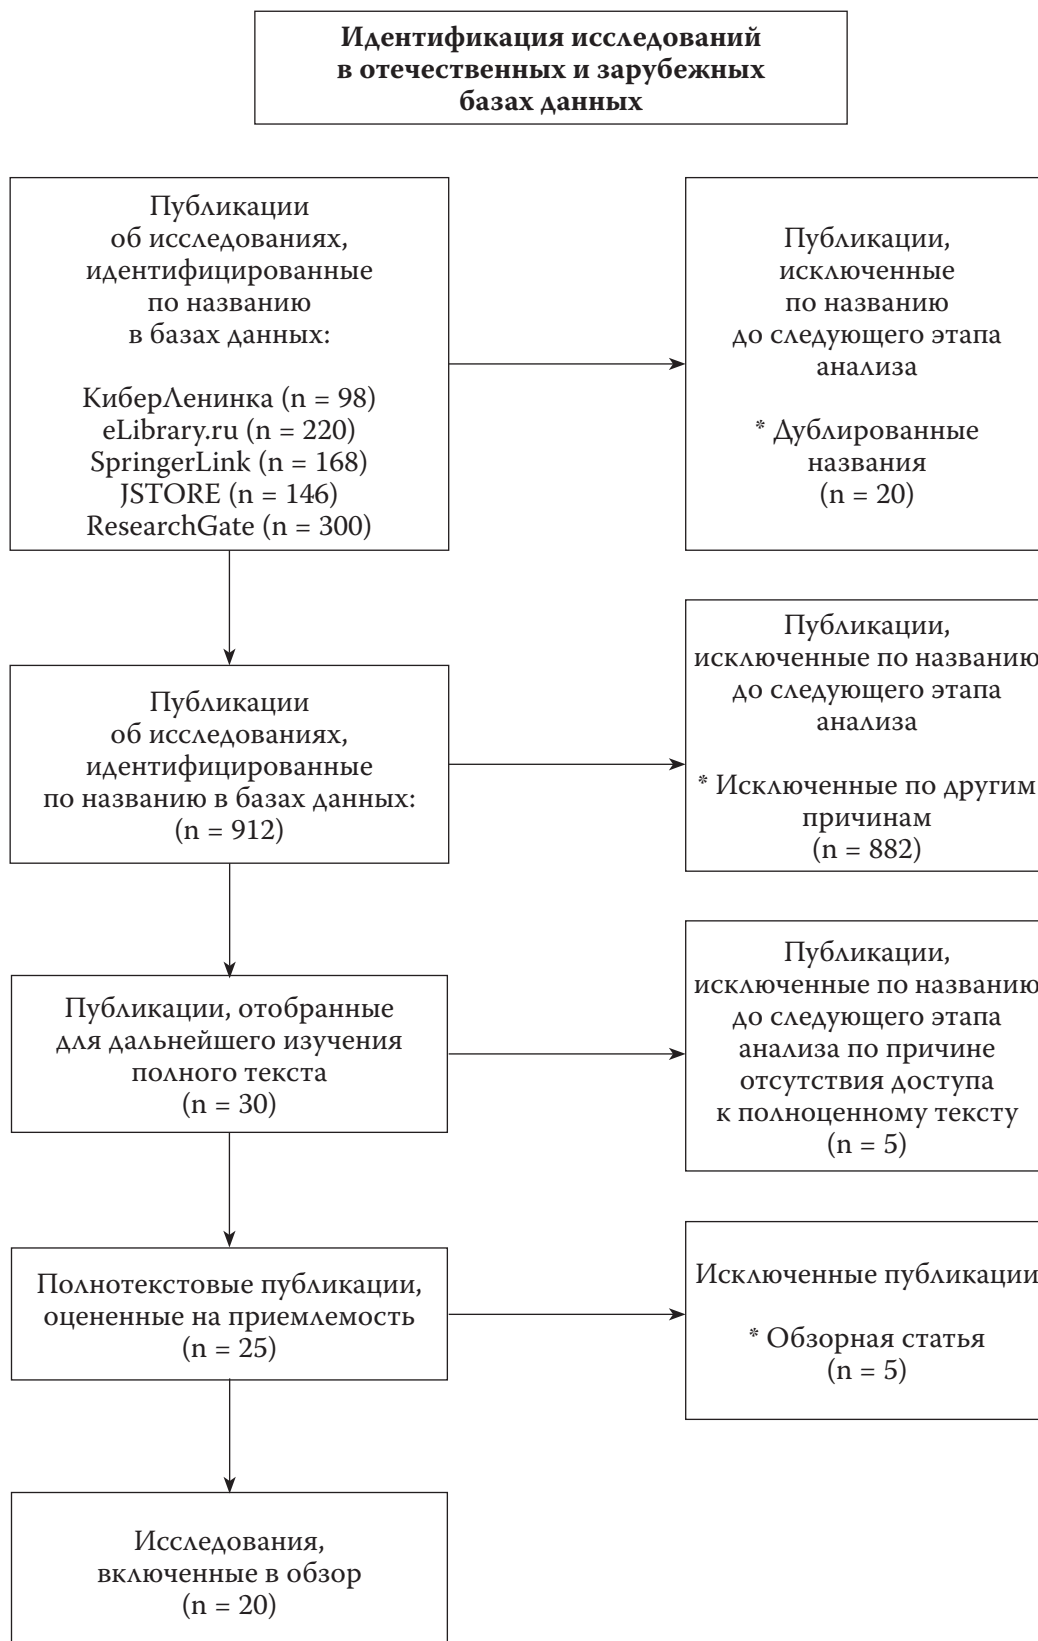 Идентификация исследований
в отечественных и зарубежных
базах данных
Публикации
об исследованиях,
идентифицированные
по названию
в базах данных:
КиберЛенинка (n = 98)
eLibrary.ru (n = 220)
SpringerLink (n = 168)
JSTORE (n = 146)
ResearchGate (n = 300)
Публикации,
исключенные
по названию
до следующего этапа
анализа
* Дублированные
названия
(n = 20)
Публикации
об исследованиях,
идентифицированные
по названию в базах данных:
(n = 912)
Публикации,
исключенные по названию
до следующего этапа
анализа
* Исключенные по другим
причинам
(n = 882)
Публикации, отобранные
для дальнейшего изучения
полного текста
(n = 30)
Публикации,
исключенные по названию
до следующего этапа
анализа по причине
отсутствия доступа
к полноценному тексту
(n = 5)
Полнотекстовые публикации,
оцененные на приемлемость
(n = 25)
Исключенные публикации
* Обзорная статья
(n = 5)
Исследования,
включенные в обзор
(n = 20)